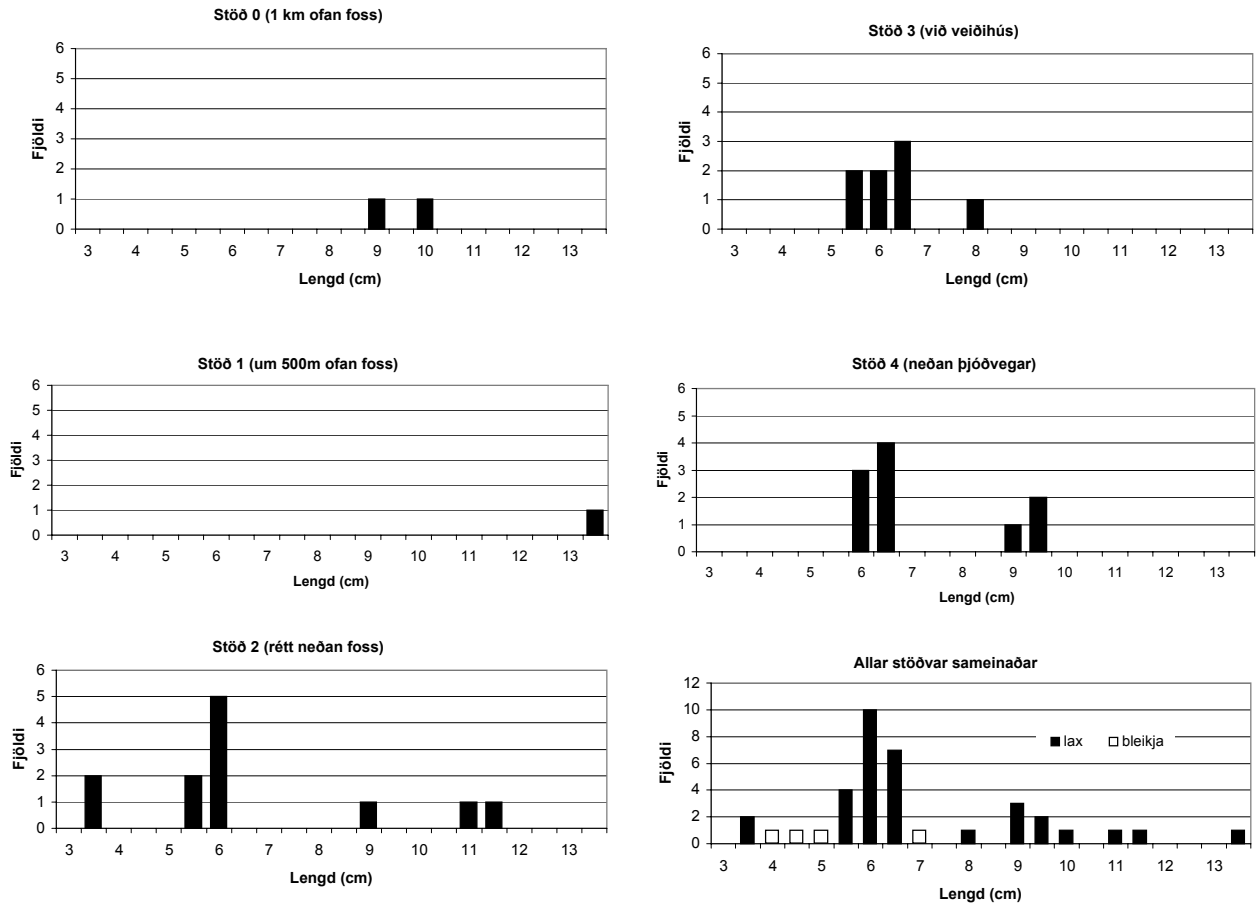 Stöð 0 (1 km ofan foss)
6
5
4
3
2
1
0
Fjöldi
3 4 5 6 7 8 9 10 11 12 13
Lengd (cm)
Stöð 1 (um 500m ofan foss)
6
5
4
3
2
1
0
Fjöldi
3 4 5 6 7 8 9 10 11 12 13
Lengd (cm)
Stöð 2 (rétt neðan foss)
6
5
4
3
2
1
0
Fjöldi
3 4 5 6 7 8 9 10 11 12 13
Lengd (cm)
Stöð 3 (við veiðihús)
6
5
4
3
2
1
0
Fjöldi
3 4 5 6 7 8 9 10 11 12 13
Lengd (cm)
Stöð 4 (neðan þjóðvegar)
6
5
4
3
2
1
0
Fjöldi
3 4 5 6 7 8 9 10 11 12 13
Lengd (cm)
Allar stöðvar sameinaðar
12
10
8
6
4
2
0
Fjöldi
lax bleikja
3 4 5 6 7 8 9 10 11 12 13
Lengd (cm)